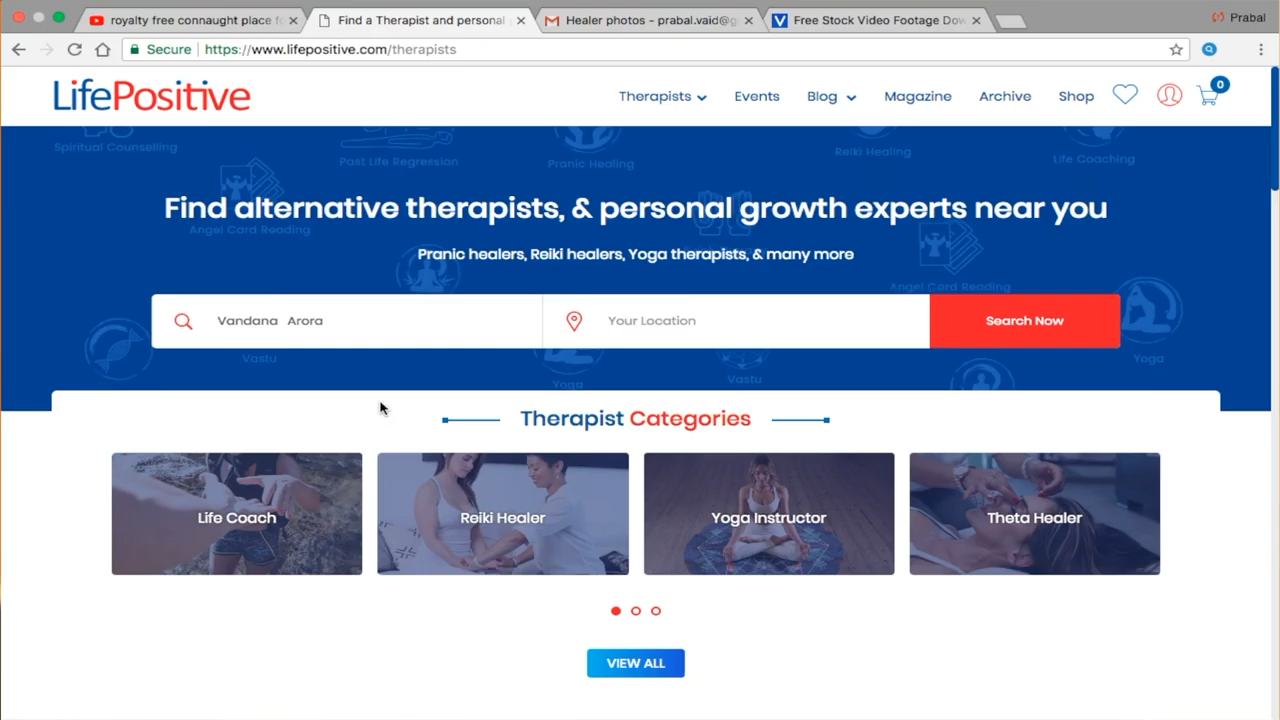 royalty free connaught place fo
Find a Therapist and personal
Healer photos - prabal.vaid@g
Free Stock Video Footage Dow
Prabal
Secure
https://www.lifepositive.com/therapists
LifePositive
Therapists
Events
Blog
Magazine
Archive
Shop
0
Spiritual Counselling
Past Life Regression
Pranic Healing
Reiki Healing
Life Coaching
Find alternative therapists, & personal growth experts near you
Angel Card Reading
Pranic healers, Reiki healers, Yoga therapists, & many more
Angel Card Reading
Vandana Arora
Your Location
Search Now
Vastu
Yoga
Vastu
Yoga
Therapist Categories
Life Coach
Reiki Healer
Yoga Instructor
Theta Healer
VIEW ALL